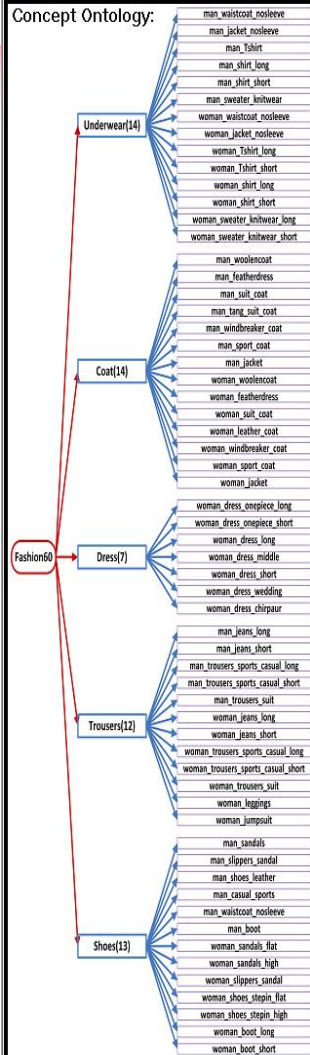 Concept Ontology:
man_waistcoat_nosleeve
man_jacket_nosleeve
man_Tshirt
man_shirt_long
man_shirt_short
man_sweater_knitwear
Underwear(14)
woman_waistcoat_nosleeve
woman_jacket_nosleeve
woman_Tshirt_long
woman_Tshirt_short
woman_shirt_long
woman_shirt_short
woman_sweater_knitwear_long
woman_sweater_knitwear_short
man_woolencoat
man_featherdress
man_suit_coat
man_tang_suit_coat
man_windbreaker_coat
man_sport_coat
man_jacket
Coat(14)
woman_woolencoat
woman_featherdress
woman_suit_coat
woman_leather_coat
woman_windbreaker_coat
woman_sport_coat
woman_jacket
woman_dress_onepiece_long
woman_dress_onepiece_short
woman_dress_long
Fashion60
Dress(7)
woman_dress_middle
woman_dress_short
woman_dress_wedding
woman_dress_chirpaur
man_jeans_long
man_jeans_short
man_trousers_sports_casual_long
man_trousers_sports_casual_short
man_trousers_suit
Trousers(12)
woman_jeans_long
woman_jeans_short
woman_trousers_sports_casual_long
woman_trousers_sports_casual_short
woman_trousers_suit
woman_leggings
woman_jumpsuit
man_sandals
man_slippers_sandal
man_shoes_leather
man_casual_sports
man_waistcoat_nosleeve
man_boot
Shoes(13)
woman_sandals_flat
woman_sandals_high
woman_slippers_sandal
woman_shoes_stepin_flat
woman_shoes_stepin_high
woman_boot_long
woman_boot_short